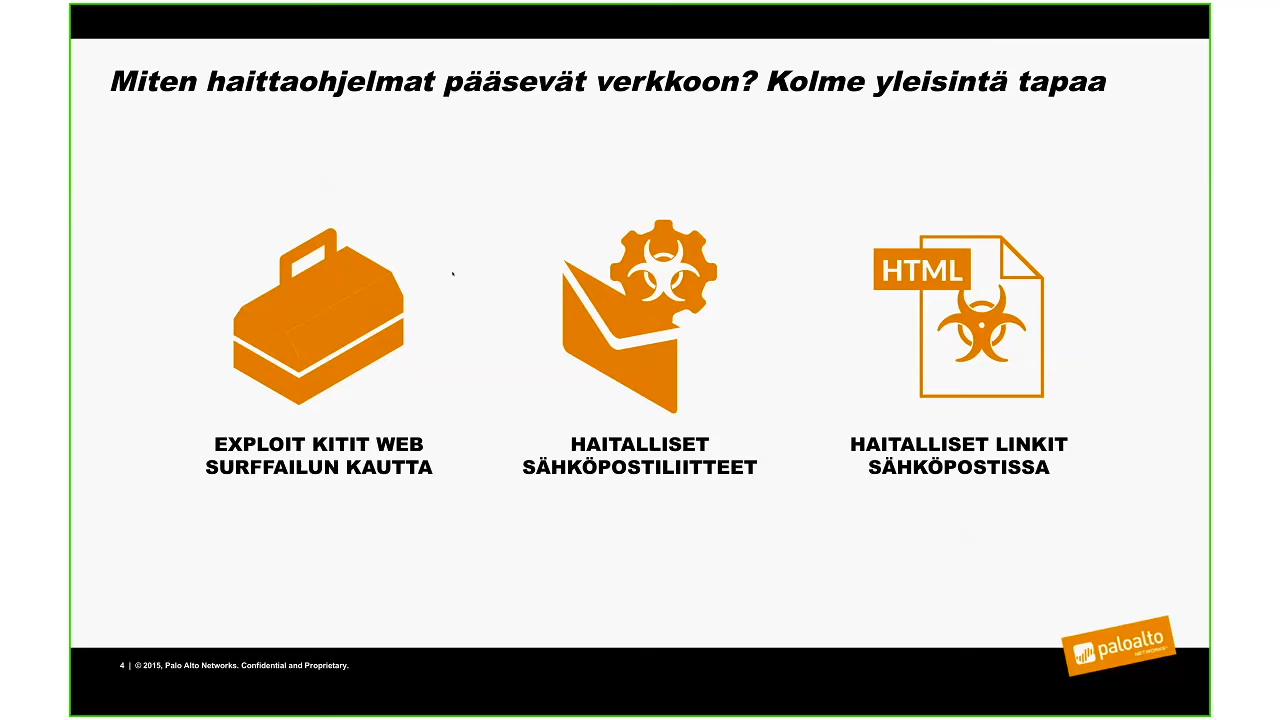 Miten haittaohjelmat pääsevät verkkoon? Kolme yleisintä tapaa
HTML
EXPLOIT KITIT WEB
SURFFAILUN KAUTTA
HAITALLISET
SÄHKÖPOSTILIITTEET
HAITALLISET LINKIT
SÄHKÖPOSTISSA
4 | © 2015, Palo Alto Networks. Confidential and Proprietary.
paloalto
NETWORKS